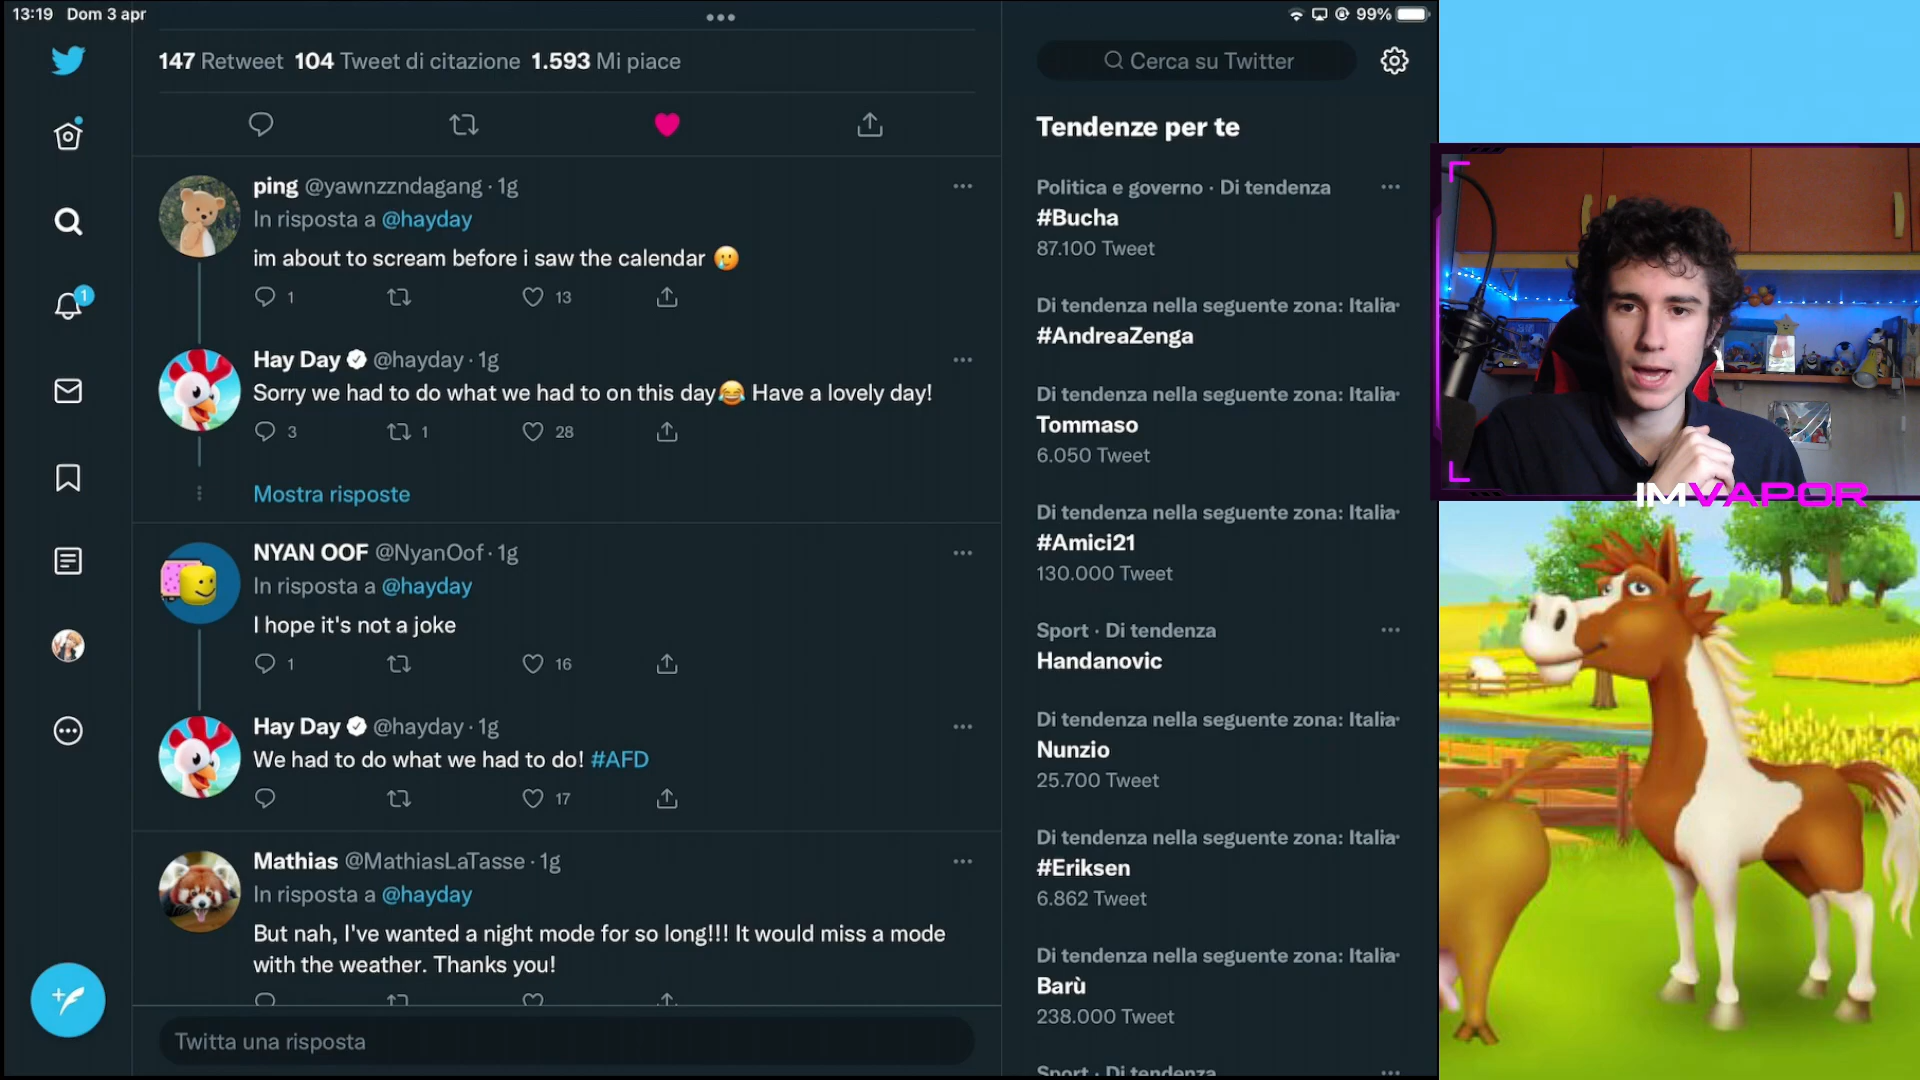 13:19 Dom 3 apr
99%
147 Retweet 104 Tweet di citazione 1.593 Mi piace
ping @yawnzzndagang · 1g
In risposta a @hayday
im about to scream before i saw the calendar 🥲
1 13
Hay Day @hayday · 1g
Sorry we had to do what we had to on this day😂 Have a lovely day!
3 1 28
Mostra risposte
NYAN OOF @NyanOof · 1g
In risposta a @hayday
I hope it's not a joke
1 16
Hay Day @hayday · 1g
We had to do what we had to do! #AFD
17
Mathias @MathiasLaTasse · 1g
In risposta a @hayday
But nah, I've wanted a night mode for so long!!! It would miss a mode
with the weather. Thanks you!
Twitta una risposta
1
Cerca su Twitter
Tendenze per te
Politica e governo · Di tendenza
#Bucha
87.100 Tweet
Di tendenza nella seguente zona: Italia
#AndreaZenga
Di tendenza nella seguente zona: Italia
Tommaso
6.050 Tweet
Di tendenza nella seguente zona: Italia
#Amici21
130.000 Tweet
Sport · Di tendenza
Handanovic
Di tendenza nella seguente zona: Italia
Nunzio
25.700 Tweet
Di tendenza nella seguente zona: Italia
#Eriksen
6.862 Tweet
Di tendenza nella seguente zona: Italia
Barù
238.000 Tweet
Sport · Di tendenza
IMVAPOR